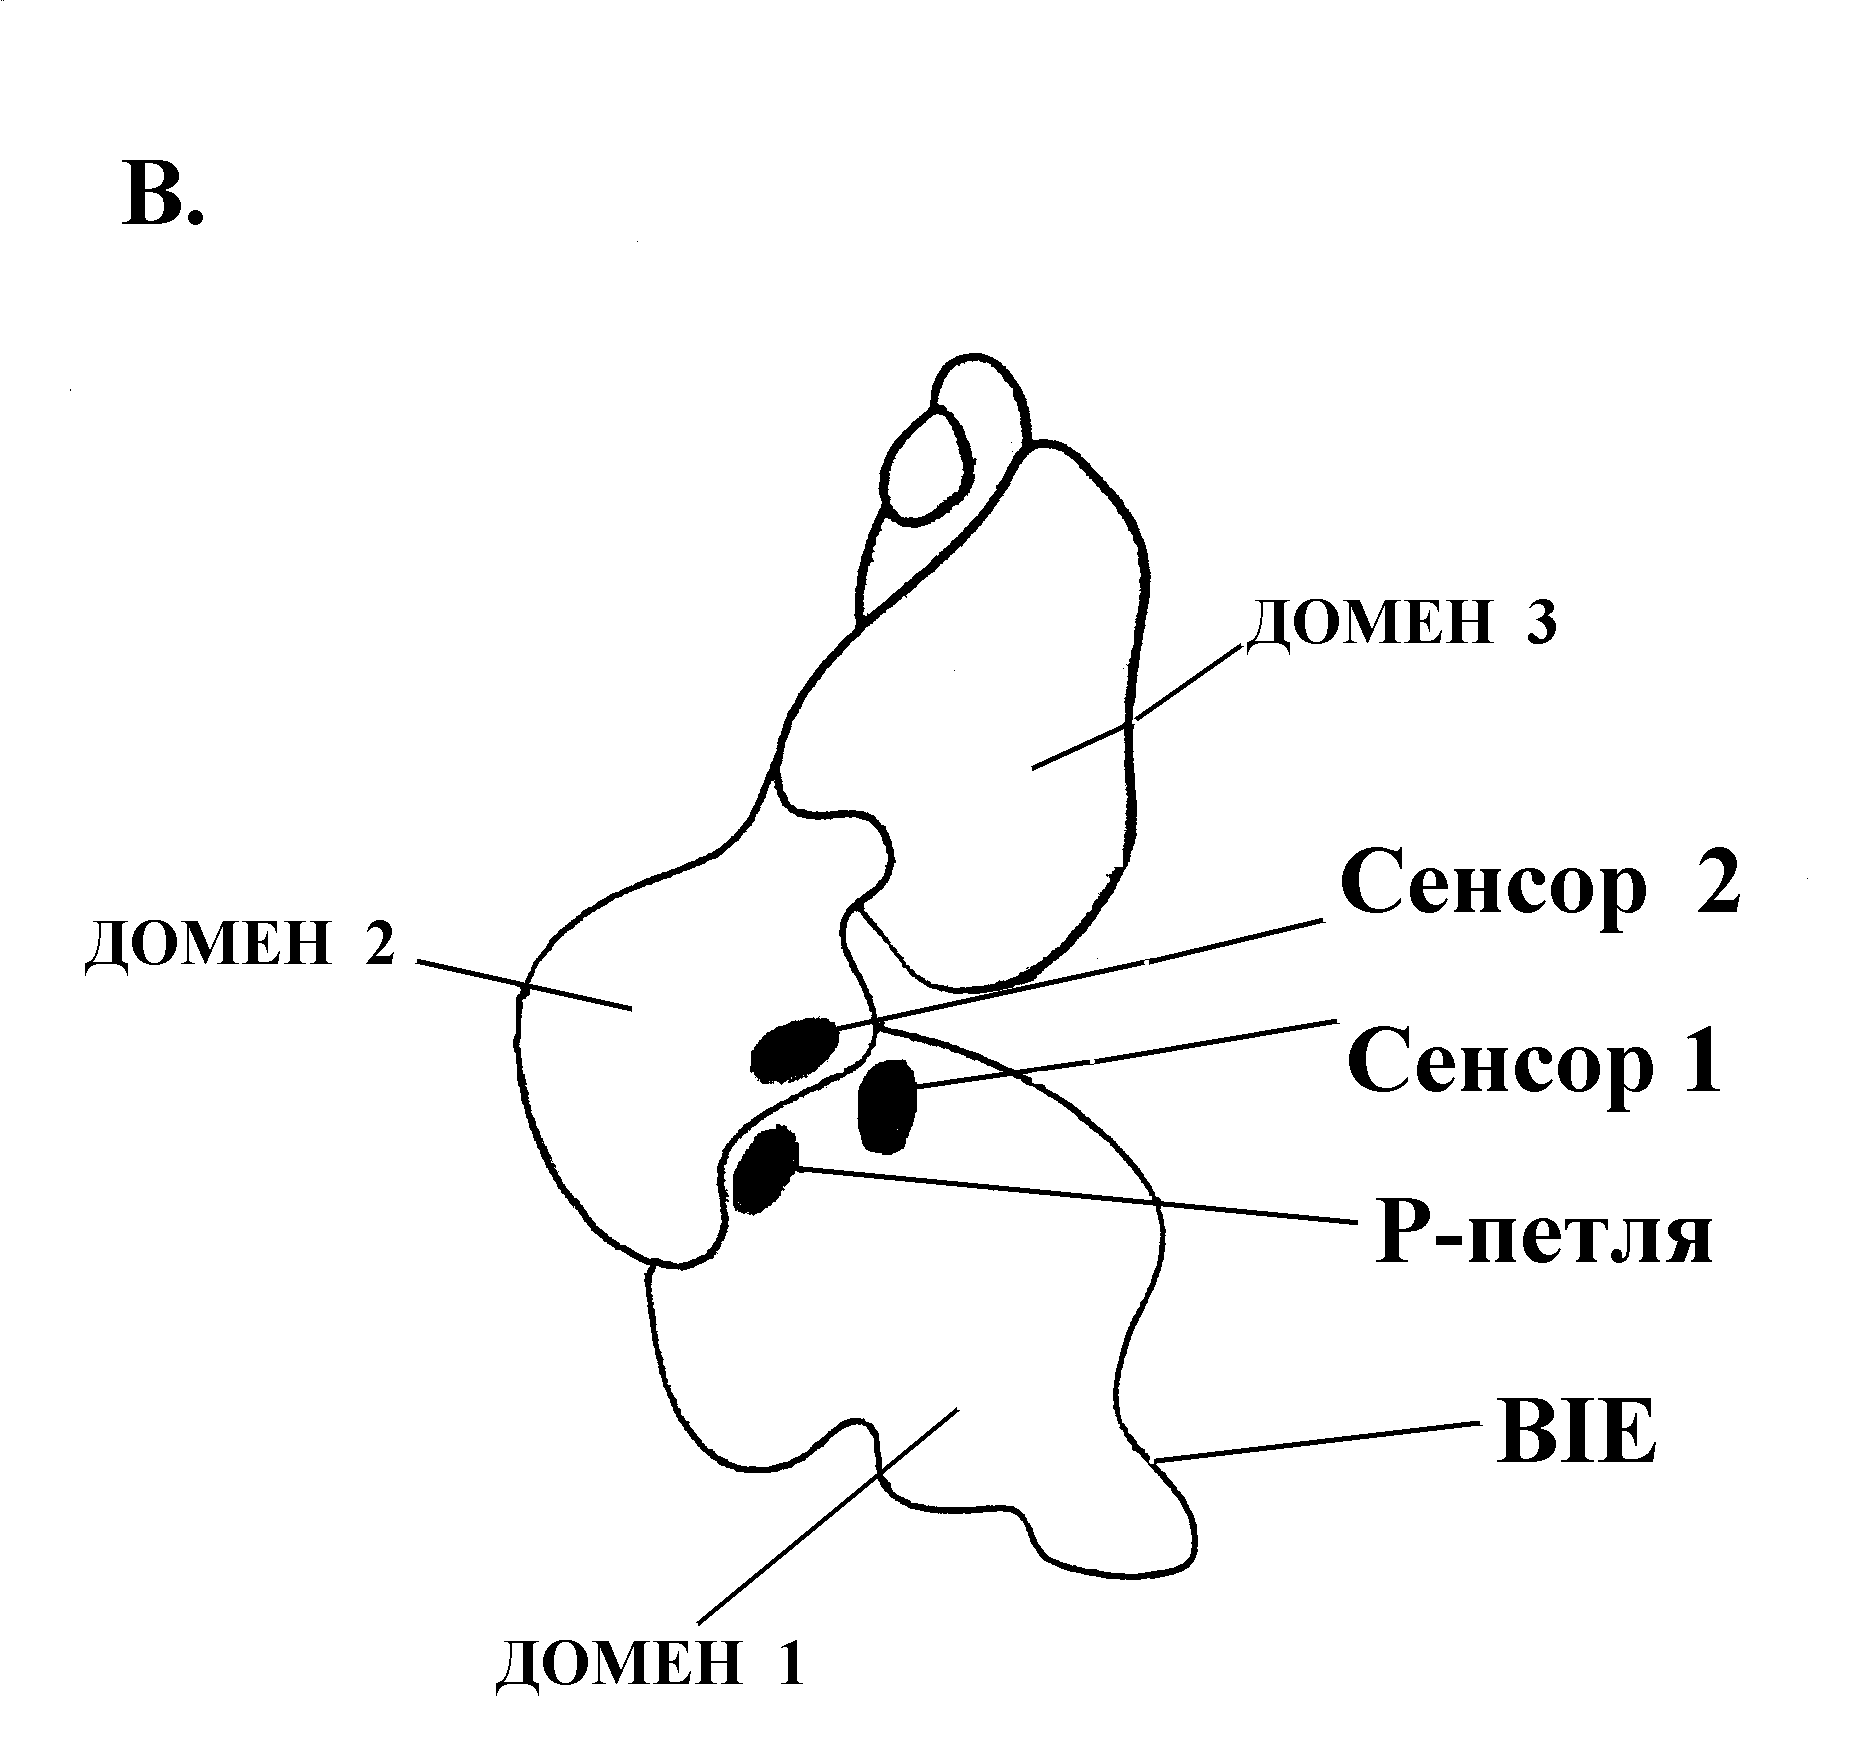 В.
ДОМЕН 3
Сенсор 2
ДОМЕН 2
Сенсор 1
Р-петля
BIE
ДОМЕН 1